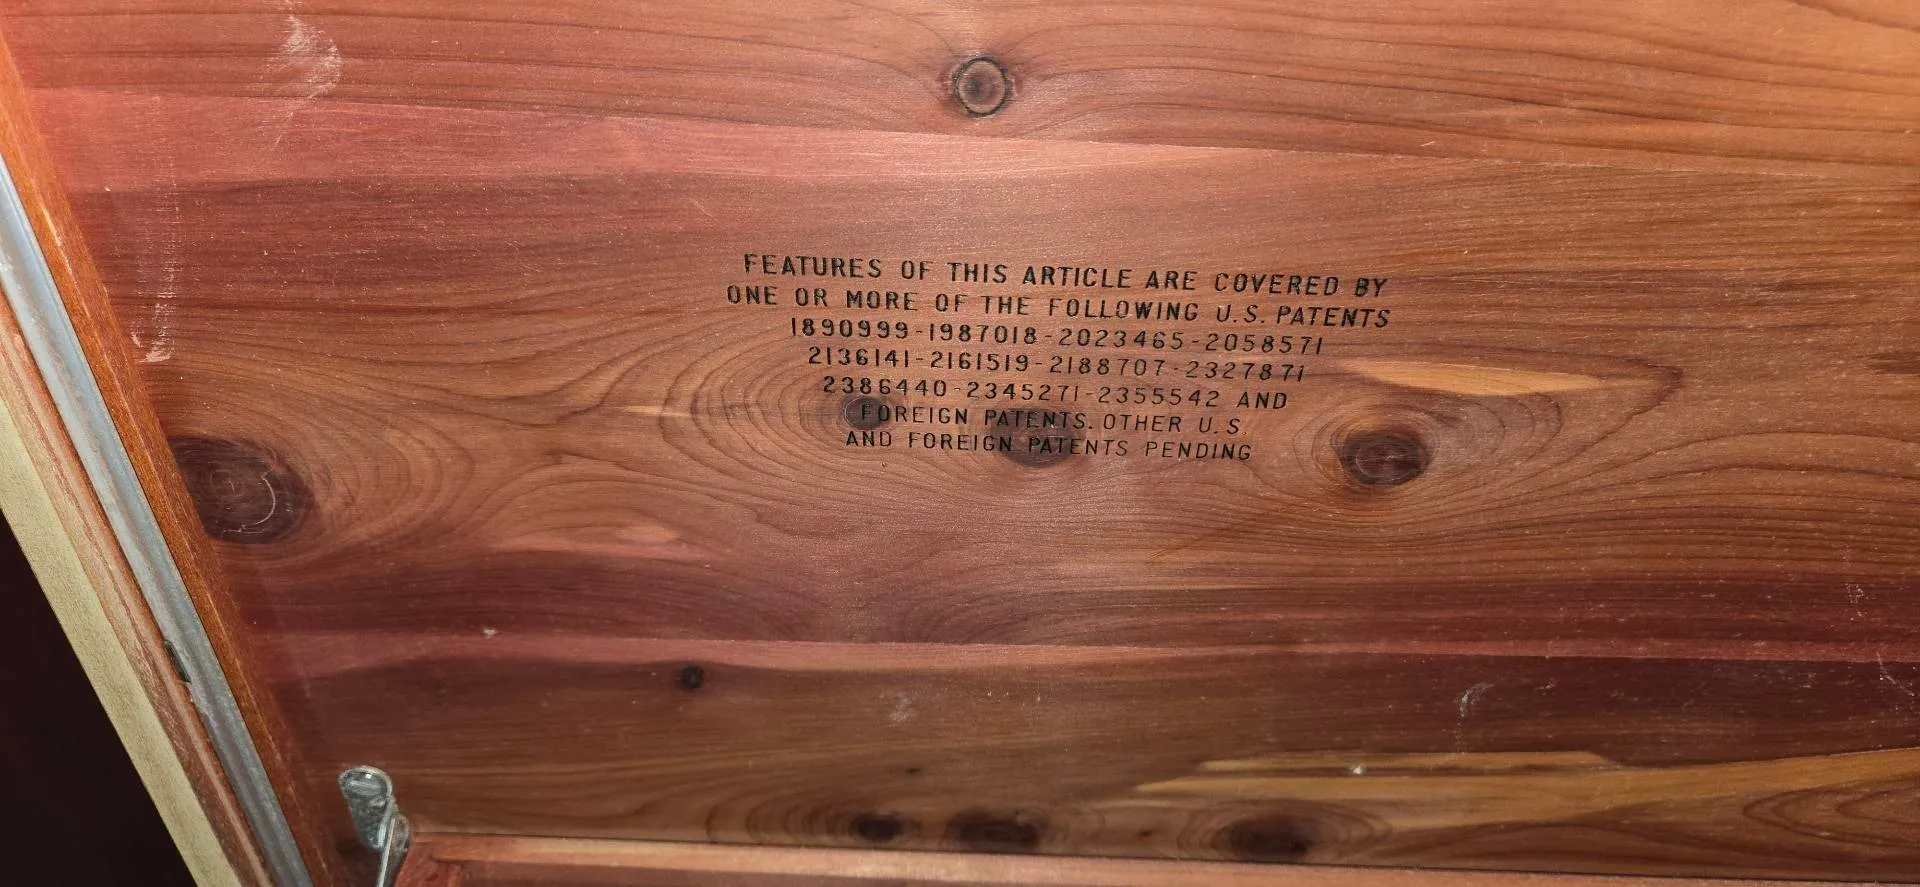 FEATURES OF THIS ARTICLE ARE COVERED BY
ONE OR MORE OF THE FOLLOWING U.S. PATENTS
1890999-1987018-2023465-2058571
2136141-2161519-2188707-2327871
2386440-2345271-2355542 AND
FOREIGN PATENTS. OTHER U.S
AND FOREIGN PATENTS PENDING